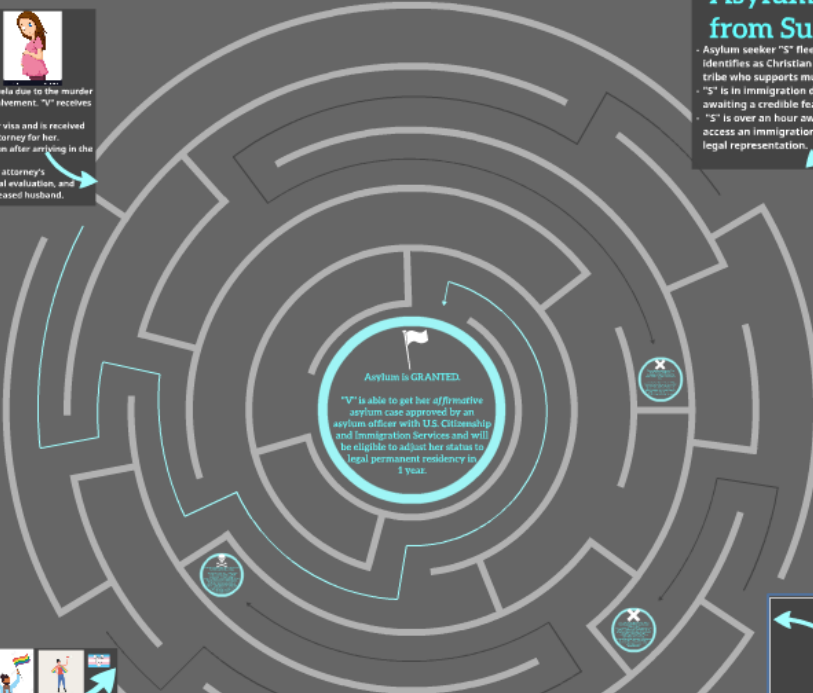 Asylum
from Su
- Asylum seeker "S" flee
identifies as Christian
tribe who supports mu
- "S" is in immigration d
awaiting a credible fea
- "S" is over an hour aw
access an immigration
legal representation.
ela due to the murder
lvement. "V" receives
r visa and is received
torney for her.
n after arriving in the
attorney's
al evaluation, and
eased husband.
Asylum is GRANTED.
"V" is able to get her affirmative
asylum case approved by an
asylum officer with U.S. Citizenship
and Immigration Services and will
be eligible to adjust her status to
legal permanent residency in
1 year.